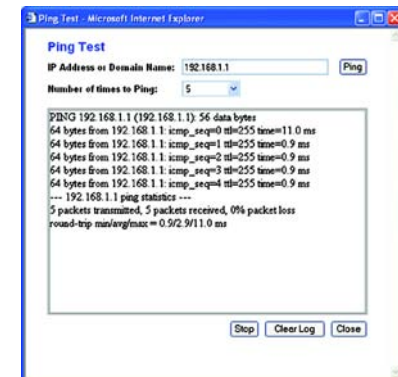 Ping Test - Microsoft Internet Explorer
Ping Test
IP Address or Domain Name: 192.168.1.1 Ping
Number of times to Ping: 5
PING 192.168.1.1 (192.168.1.1): 56 data bytes
64 bytes from 192.168.1.1: icmp_seq=0 ttl=255 time=11.0 ms
64 bytes from 192.168.1.1: icmp_seq=1 ttl=255 time=0.9 ms
64 bytes from 192.168.1.1: icmp_seq=2 ttl=255 time=0.9 ms
64 bytes from 192.168.1.1: icmp_seq=3 ttl=255 time=0.9 ms
64 bytes from 192.168.1.1: icmp_seq=4 ttl=255 time=0.9 ms
--- 192.168.1.1 ping statistics ---
5 packets transmitted, 5 packets received, 0% packet loss
round-trip min/avg/max = 0.9/2.9/11.0 ms
Stop Clear Log Close